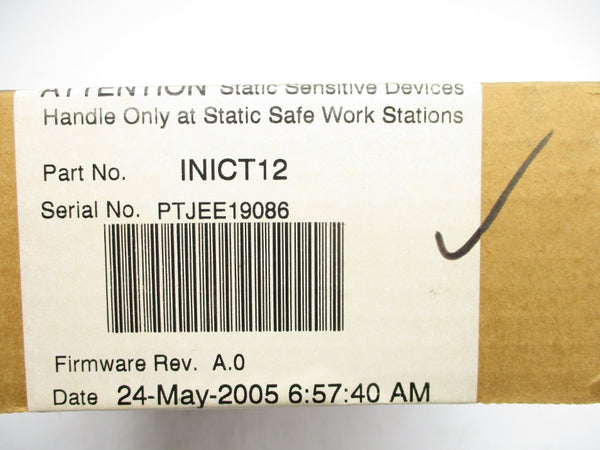 ATTENTION Static Sensitive Devices
Handle Only at Static Safe Work Stations
Part No. INICT12
Serial No. PTJEE19086
Firmware Rev. A.0
Date 24-May-2005 6:57:40 AM